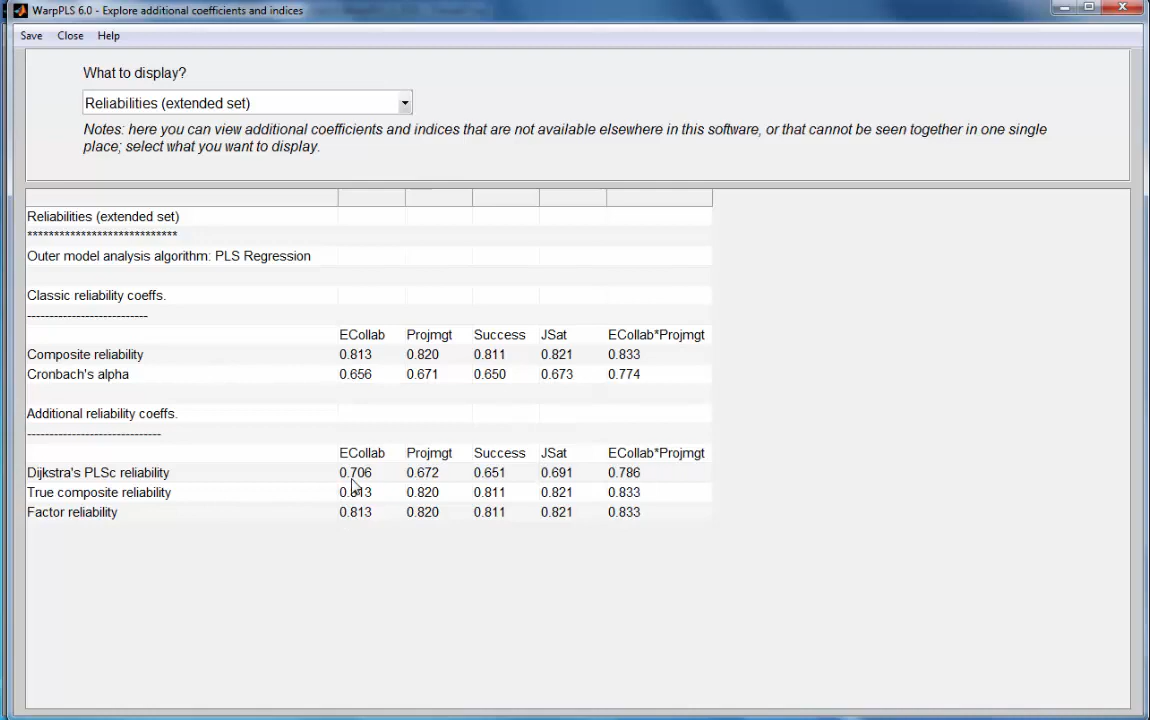 WarpPLS 6.0 - Explore additional coefficients and indices
Save Close Help
What to display?
Reliabilities (extended set)
Notes: here you can view additional coefficients and indices that are not available elsewhere in this software, or that cannot be seen together in one single
place; select what you want to display.
Reliabilities (extended set)
***************************
Outer model analysis algorithm: PLS Regression
Classic reliability coeffs.
---------------------------
ECollab Projmgt Success JSat ECollab*Projmgt
Composite reliability 0.813 0.820 0.811 0.821 0.833
Cronbach's alpha 0.656 0.671 0.650 0.673 0.774
Additional reliability coeffs.
------------------------------
ECollab Projmgt Success JSat ECollab*Projmgt
Dijkstra's PLSc reliability 0.706 0.672 0.651 0.691 0.786
True composite reliability 0.813 0.820 0.811 0.821 0.833
Factor reliability 0.813 0.820 0.811 0.821 0.833